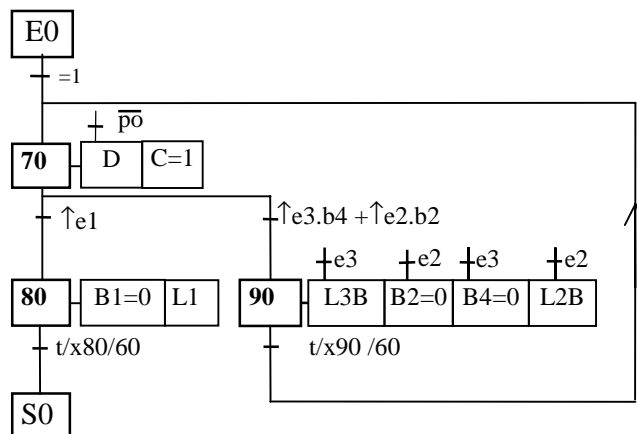 E0
=1
p̅o̅
70 D C=1
↑e1 ↑e3.b4 +↑e2.b2
e3 e2 e3 e2
80 B1=0 L1 90 L3B B2=0 B4=0 L2B
t/x80/60 t/x90 /60
S0